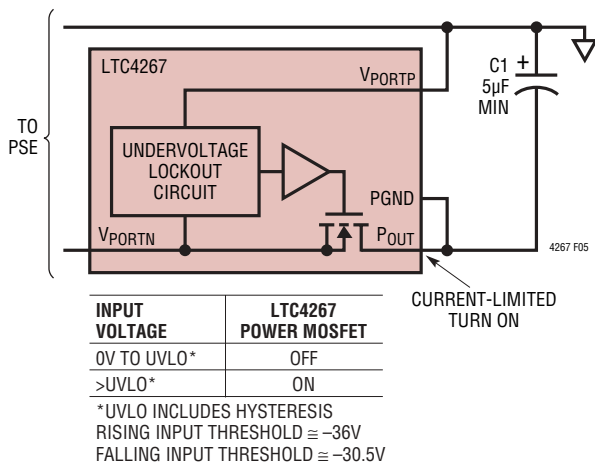 LTC4267
VPORTP
C1 +
5µF
MIN
TO
PSE
UNDERVOLTAGE
LOCKOUT
CIRCUIT
PGND
VPORTN
POUT
4267 F05
CURRENT-LIMITED
TURN ON
INPUT VOLTAGE LTC4267 POWER MOSFET
0V TO UVLO* OFF
>UVLO* ON
*UVLO INCLUDES HYSTERESIS
RISING INPUT THRESHOLD ≅ –36V
FALLING INPUT THRESHOLD ≅ –30.5V